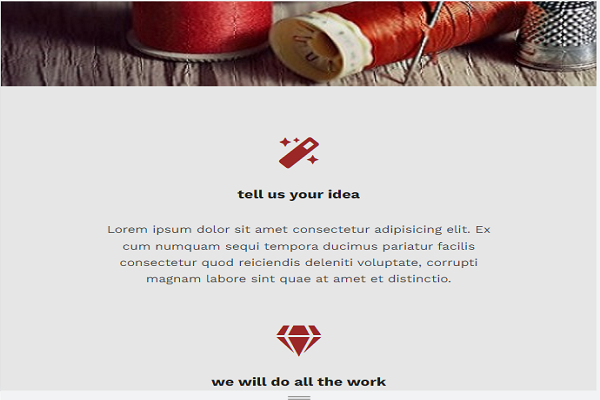 tell us your idea
Lorem ipsum dolor sit amet consectetur adipisicing elit. Ex
cum numquam sequi tempora ducimus pariatur facilis
consectetur quod reiciendis deleniti voluptate, corrupti
magnam labore sint quae at amet et distinctio.
we will do all the work